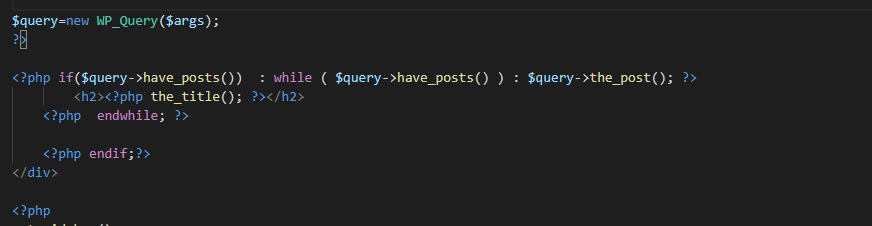 $query=new WP_Query($args);
?>
<?php if($query->have_posts())  : while ( $query->have_posts() ) : $query->the_post(); ?>
<h2><?php the_title(); ?></h2>
<?php  endwhile; ?>
<?php endif;?>
</div>
<?php